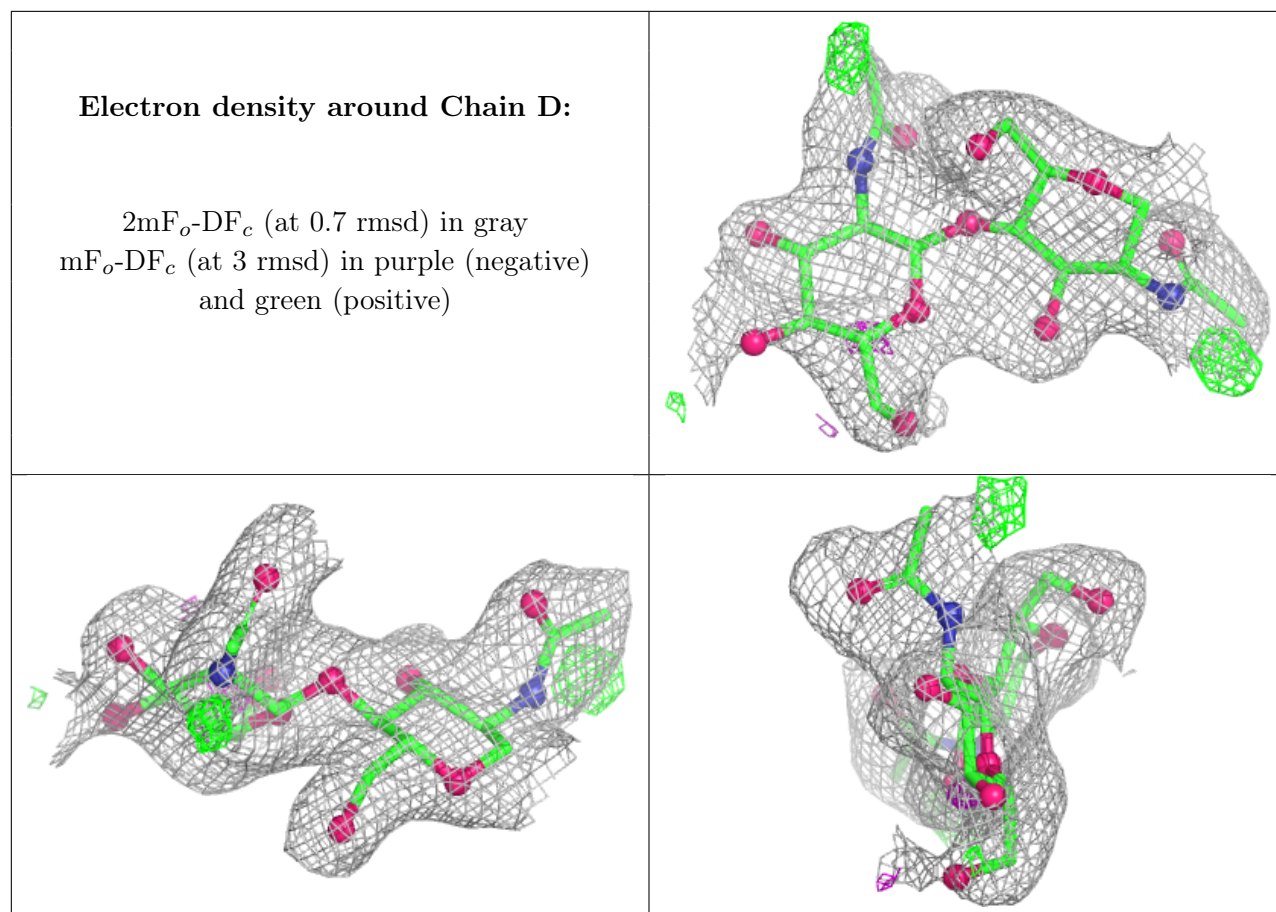 Electron density around Chain D:
2mFo-DFc (at 0.7 rmsd) in gray
mFo-DFc (at 3 rmsd) in purple (negative)
and green (positive)